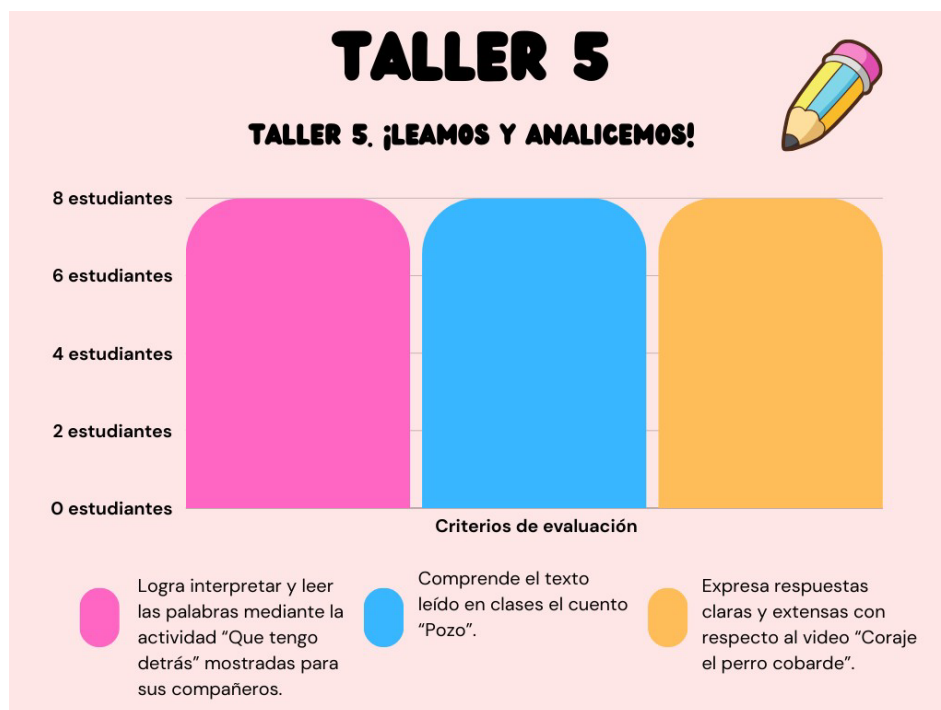 TALLER 5
TALLER 5. ¡LEAMOS Y ANALICEMOS!
8 estudiantes
6 estudiantes
4 estudiantes
2 estudiantes
0 estudiantes
Criterios de evaluación
Logra interpretar y leer
las palabras mediante la
actividad “Que tengo
detrás” mostradas para
sus compañeros.
Comprende el texto
leído en clases el cuento
“Pozo”.
Expresa respuestas
claras y extensas con
respecto al video “Coraje
el perro cobarde”.